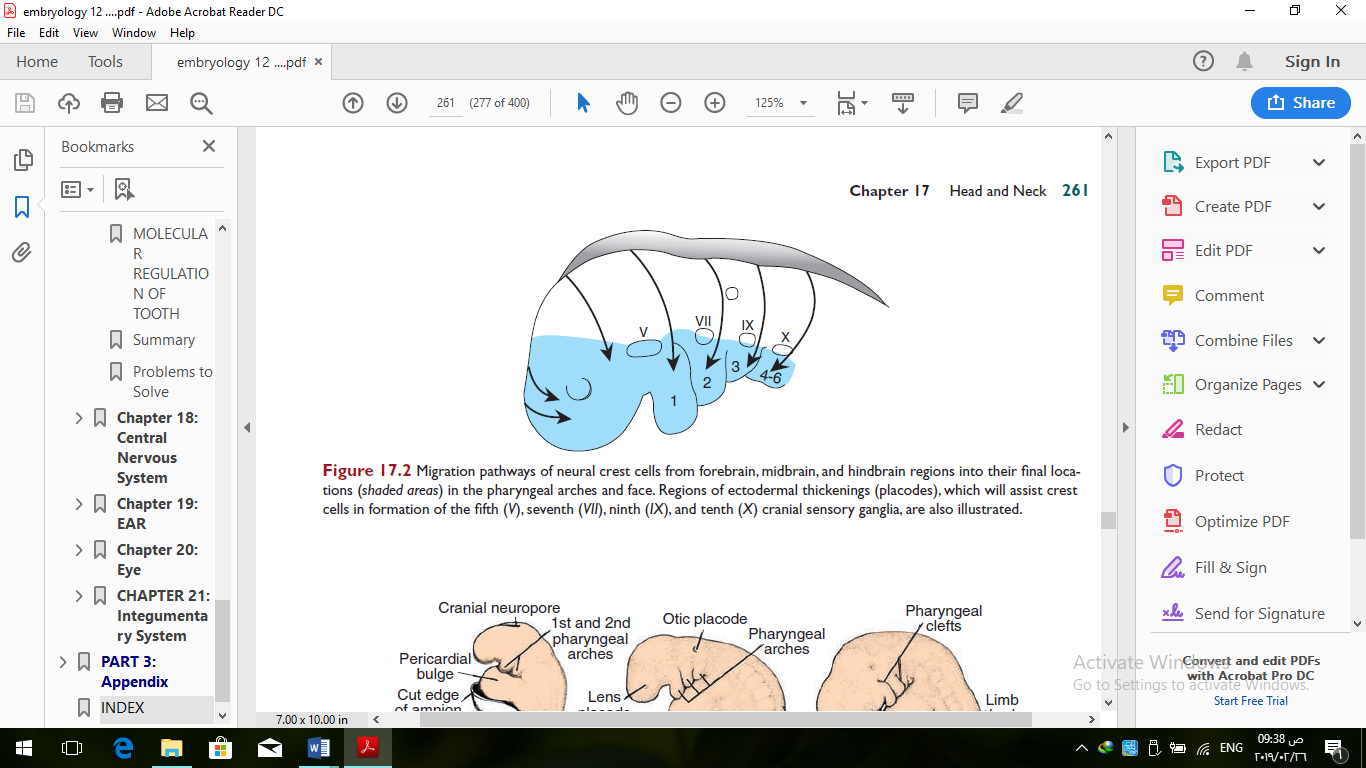 embryology 12 ....pdf - Adobe Acrobat Reader DC
File Edit View Window Help
Home Tools embryology 12 ....pdf × Sign In
261 (277 of 400) 125% Share
Bookmarks
MOLECULA
R
REGULATIO
N OF
TOOTH
Summary
Problems to
Solve
Chapter 18:
Central
Nervous
System
Chapter 19:
EAR
Chapter 20:
Eye
CHAPTER 21:
Integumenta
ry System
PART 3:
Appendix
INDEX
Chapter 17 Head and Neck 261
V
VII
IX
X
1
2
3
4-6
Figure 17.2 Migration pathways of neural crest cells from forebrain, midbrain, and hindbrain regions into their final loca-
tions (shaded areas) in the pharyngeal arches and face. Regions of ectodermal thickenings (placodes), which will assist crest
cells in formation of the fifth (V), seventh (VII), ninth (IX), and tenth (X) cranial sensory ganglia, are also illustrated.
Cranial neuropore
1st and 2nd
pharyngeal
arches
Pericardial
bulge
Cut edge
of amnion
Otic placode
Pharyngeal
arches
Lens
placode
Pharyngeal
clefts
Limb
7.00 x 10.00 in
Export PDF
Create PDF
Edit PDF
Comment
Combine Files
Organize Pages
Redact
Protect
Optimize PDF
Fill & Sign
Send for Signature
Convert and edit PDFs
with Acrobat Pro DC
Start Free Trial
Activate Windows
Go to Settings to activate Windows.
ENG
09:38 ص
٢٠١٩/٠٢/٢٦